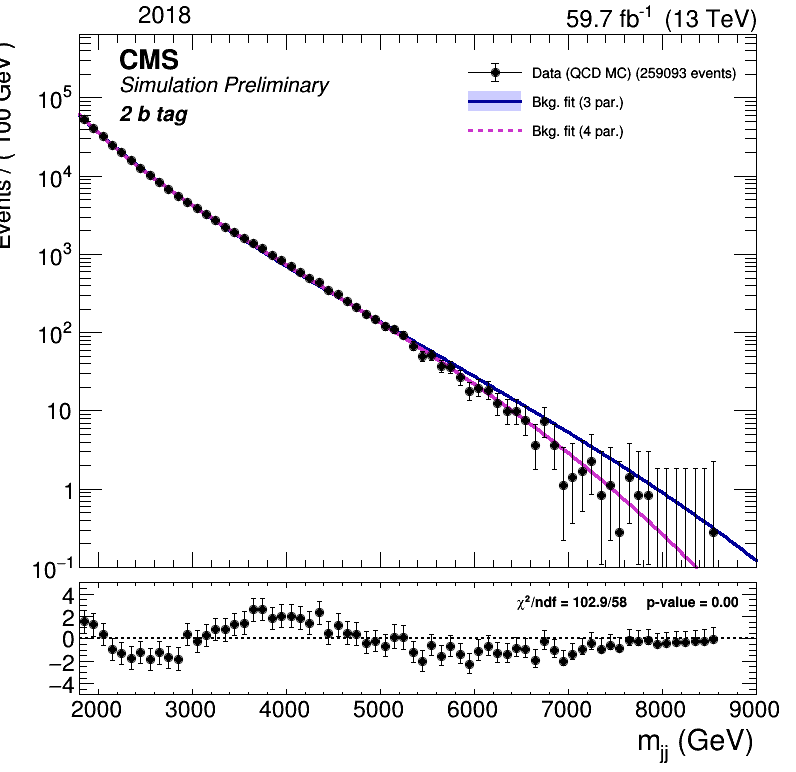 2018 59.7 fb⁻¹ (13 TeV)
CMS
Simulation Preliminary
2 b tag
Data (QCD MC) (259093 events)
Bkg. fit (3 par.)
Bkg. fit (4 par.)
Events / ( 100 GeV )
10⁵
10⁴
10³
10²
10
1
10⁻¹
χ²/ndf = 102.9/58 p-value = 0.00
4
2
0
−2
−4
2000 3000 4000 5000 6000 7000 8000 9000
m_jj (GeV)